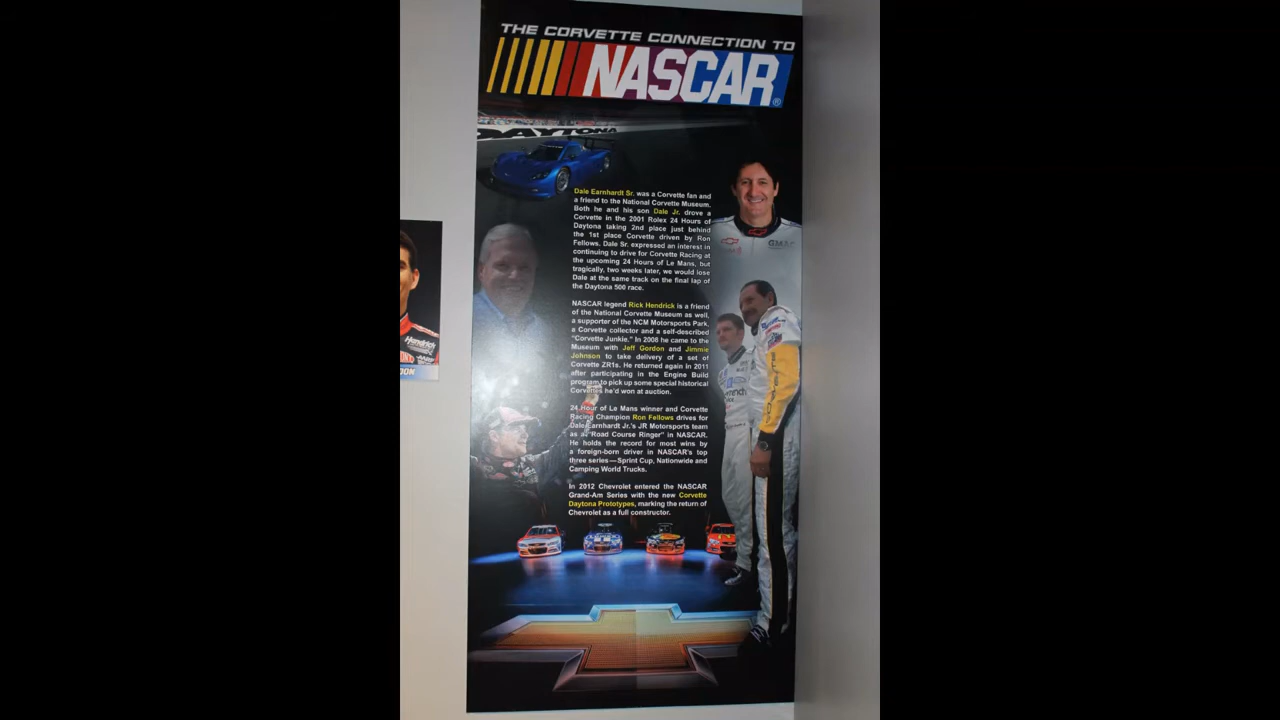 THE CORVETTE CONNECTION TO
NASCAR®
DAYTONA
Dale Earnhardt Sr. was a Corvette fan and
a friend to the National Corvette Museum.
Both he and his son Dale Jr. drove a
Corvette in the 2001 Rolex 24 Hours of
Daytona taking 2nd place just behind
the 1st place Corvette driven by Ron
Fellows. Dale Sr. expressed an interest in
continuing to drive for Corvette Racing at
the upcoming 24 Hours of Le Mans, but
tragically, two weeks later, we would lose
Dale at the same track on the final lap of
the Daytona 500 race.
NASCAR legend Rick Hendrick is a friend
of the National Corvette Museum as well,
a supporter of the NCM Motorsports Park,
a Corvette collector and a self-described
"Corvette Junkie." In 2008 he came to the
Museum with Jeff Gordon and Jimmie
Johnson to take delivery of a set of
Corvette ZR1s. He returned again in 2011
after participating in the Engine Build
program to pick up some special historical
Corvettes he'd won at auction.
24 Hour of Le Mans winner and Corvette
Racing Champion Ron Fellows drives for
Dale Earnhardt Jr.'s JR Motorsports team
as a "Road Course Ringer" in NASCAR.
He holds the record for most wins by
a foreign-born driver in NASCAR's top
three series—Sprint Cup, Nationwide and
Camping World Trucks.
In 2012 Chevrolet entered the NASCAR
Grand-Am Series with the new Corvette
Daytona Prototypes, marking the return of
Chevrolet as a full constructor.
GMAC
Hendrick